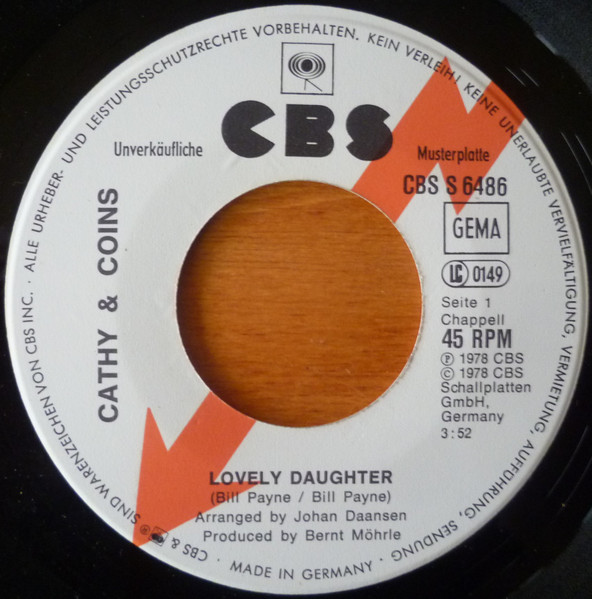 ALLE URHEBER- UND LEISTUNGSSCHUTZRECHTE VORBEHALTEN. KEIN VERLEIH! KEINE UNERLAUBTE VERVIELFÄLTIGUNG, VERMIETUNG, AUFFÜHRUNG, SENDUNG
CBS
Unverkäufliche
Musterplatte
CBS S 6486
GEMA
LC 0149
Seite 1
Chappell
45 RPM
℗ 1978 CBS
© 1978 CBS
Schallplatten
GmbH,
Germany
3:52
CATHY & COINS
LOVELY DAUGHTER
(Bill Payne / Bill Payne)
Arranged by Johan Daansen
Produced by Bernt Möhrle
· MADE IN GERMANY · CBS & ® SIND WARENZEICHEN VON CBS INC. ·